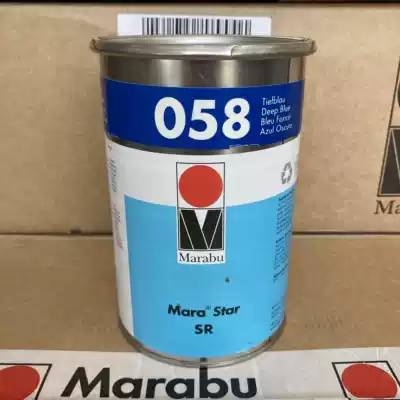 058
Tiefblau
Deep Blue
Bleu Foncé
Azul Oscuro
Marabu
Mara® Star
SR
Ma
Marabu